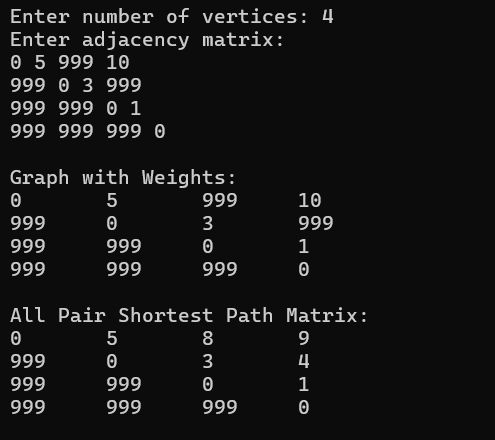 Enter number of vertices: 4
Enter adjacency matrix:
0 5 999 10
999 0 3 999
999 999 0 1
999 999 999 0

Graph with Weights:
0	5	999	10
999	0	3	999
999	999	0	1
999	999	999	0

All Pair Shortest Path Matrix:
0	5	8	9
999	0	3	4
999	999	0	1
999	999	999	0